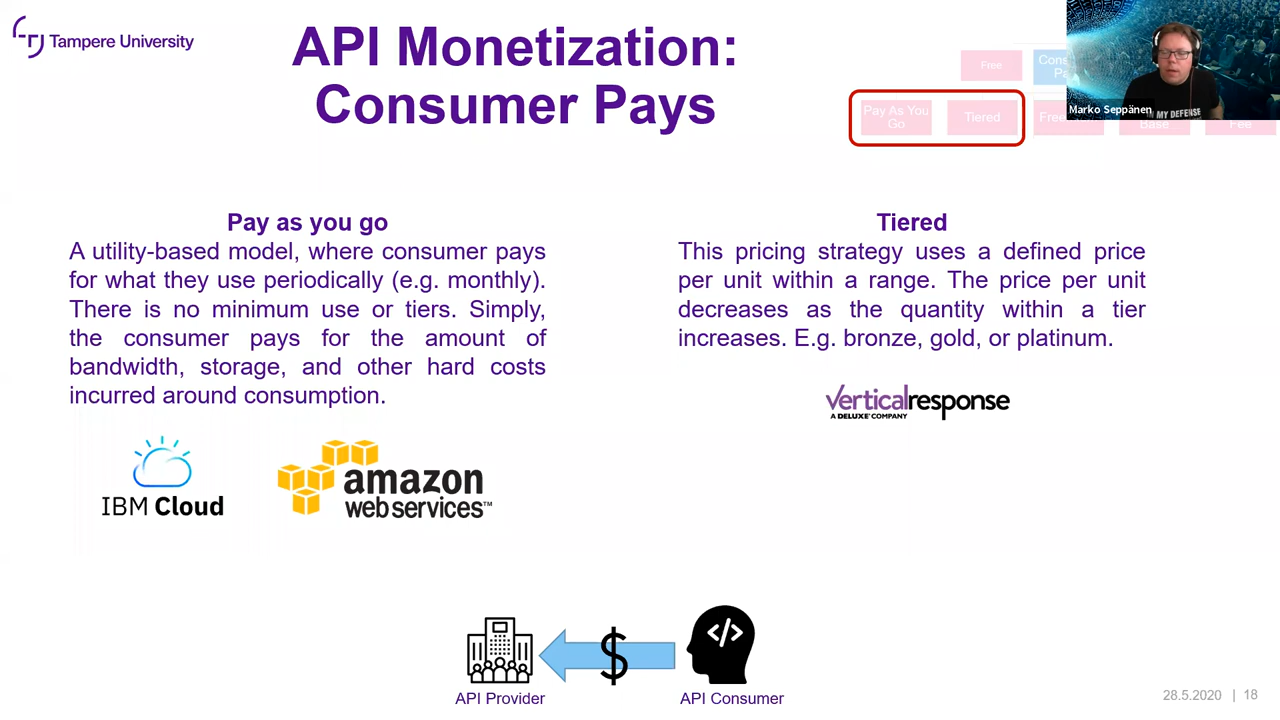 Tampere University
API Monetization:
Consumer Pays
Free
Pay As You
Go
Tiered
Marko Seppänen
MY DEFENSE
Base
Fee
Pay as you go
A utility-based model, where consumer pays
for what they use periodically (e.g. monthly).
There is no minimum use or tiers. Simply,
the consumer pays for the amount of
bandwidth, storage, and other hard costs
incurred around consumption.
IBM Cloud
amazon
web services™
Tiered
This pricing strategy uses a defined price
per unit within a range. The price per unit
decreases as the quantity within a tier
increases. E.g. bronze, gold, or platinum.
verticalresponse
A DELUXE COMPANY
</>
$
API Provider
API Consumer
28.5.2020 | 18